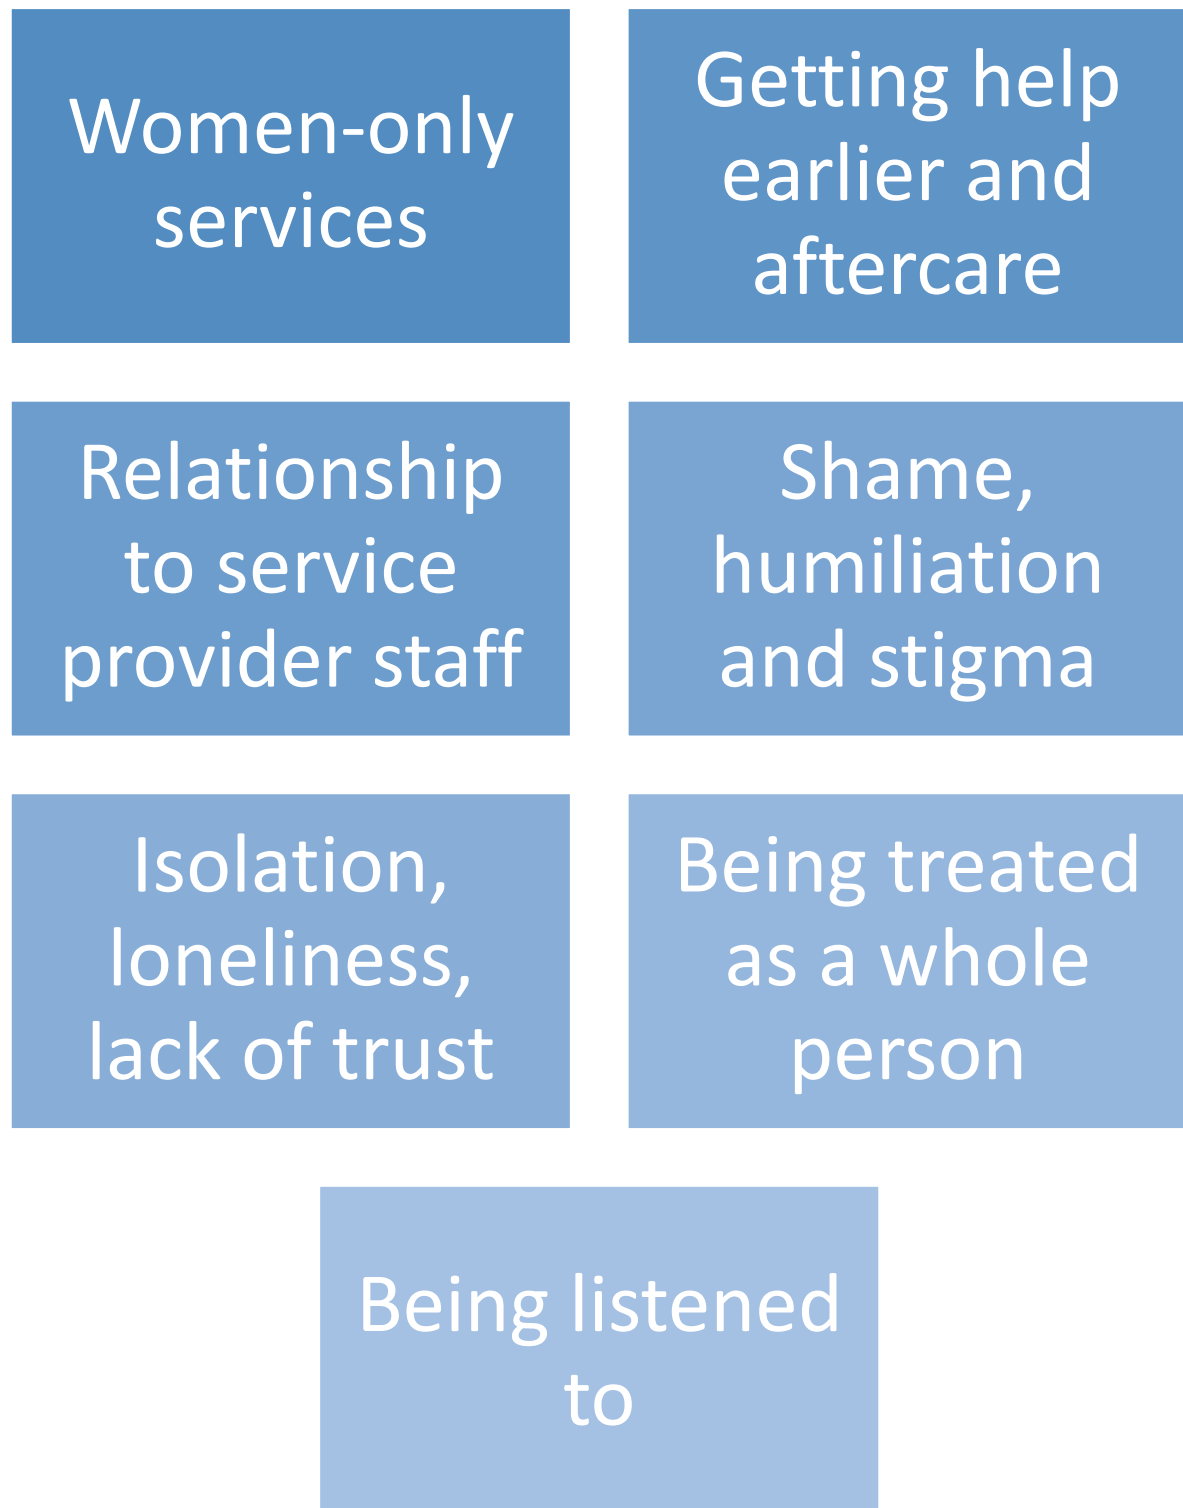 Women-only
services
Getting help
earlier and
aftercare
Relationship
to service
provider staff
Shame,
humiliation
and stigma
Isolation,
loneliness,
lack of trust
Being treated
as a whole
person
Being listened
to